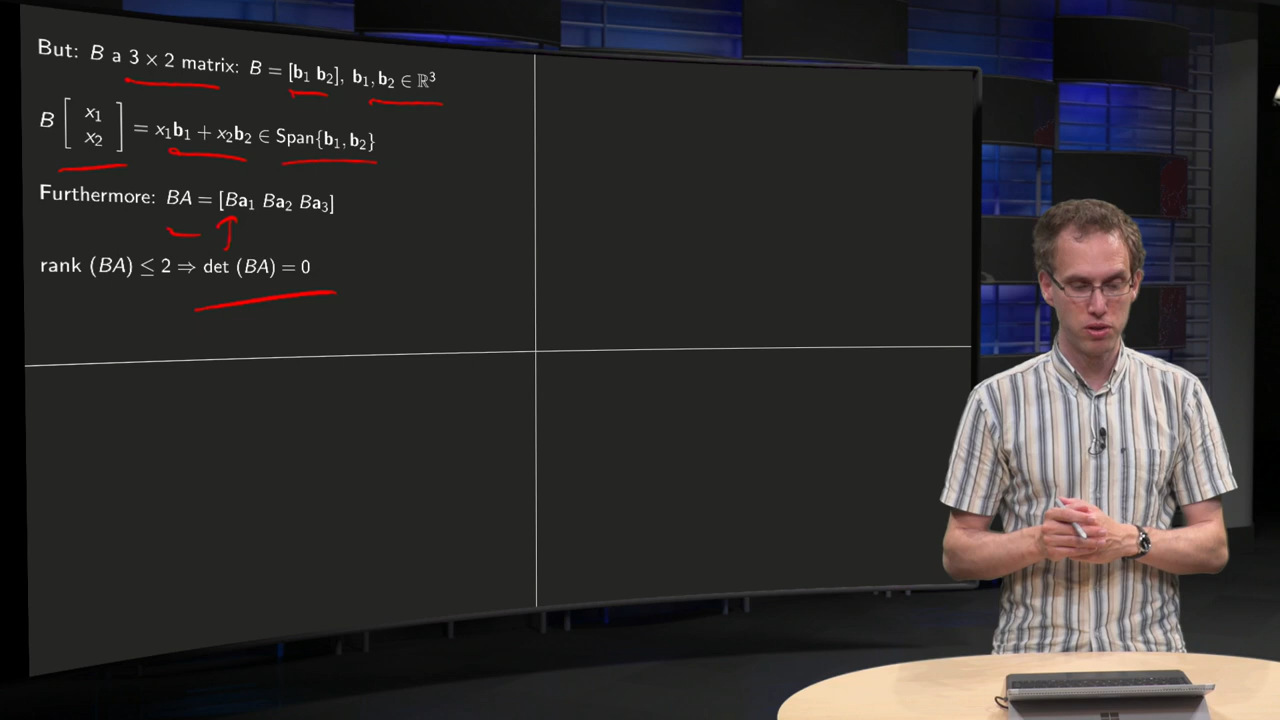 But: B a 3 × 2 matrix: B = [b₁ b₂], b₁, b₂ ∈ ℝ³
B [ x₁ x₂ ] = x₁b₁ + x₂b₂ ∈ Span{b₁, b₂}
Furthermore: BA = [Ba₁ Ba₂ Ba₃]
rank (BA) ≤ 2 ⇒ det (BA) = 0